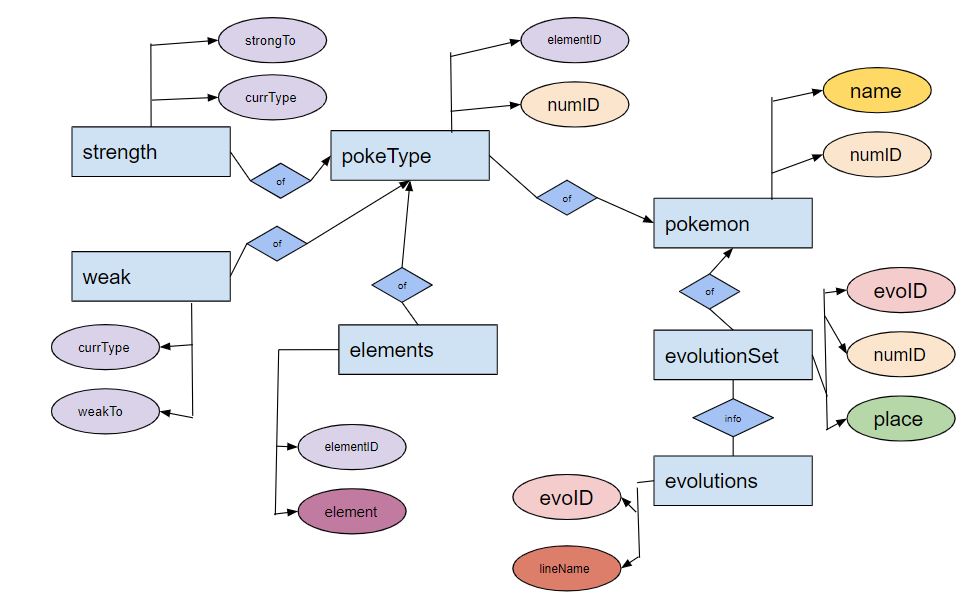 strongTo
elementID
currType
name
numID
strength
of
pokeType
numID
of
of
pokemon
weak
of
of
evoID
currType
elements
evolutionSet
numID
weakTo
info
place
elementID
evolutions
evoID
element
lineName